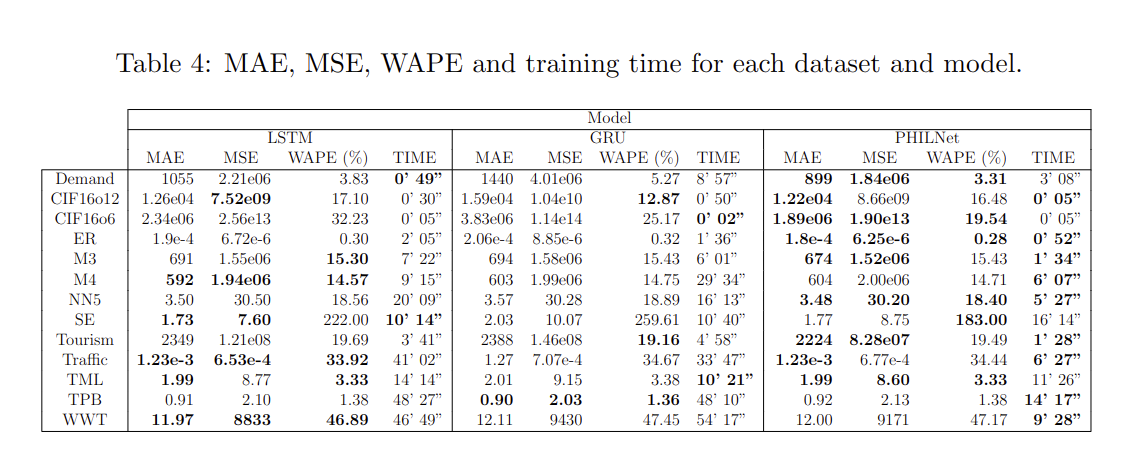 Table 4: MAE, MSE, WAPE and training time for each dataset and model.
Model
LSTM GRU PHILNet
MAE MSE WAPE (%) TIME MAE MSE WAPE (%) TIME MAE MSE WAPE (%) TIME
Demand 1055 2.21e06 3.83 0' 49" 1440 4.01e06 5.27 8' 57" 899 1.84e06 3.31 3' 08"
CIF16o12 1.26e04 7.52e09 17.10 0' 30" 1.59e04 1.04e10 12.87 0' 50" 1.22e04 8.66e09 16.48 0' 05"
CIF16o6 2.34e06 2.56e13 32.23 0' 05" 3.83e06 1.14e14 25.17 0' 02" 1.89e06 1.90e13 19.54 0' 05"
ER 1.9e-4 6.72e-6 0.30 2' 05" 2.06e-4 8.85e-6 0.32 1' 36" 1.8e-4 6.25e-6 0.28 0' 52"
M3 691 1.55e06 15.30 7' 22" 694 1.58e06 15.43 6' 01" 674 1.52e06 15.43 1' 34"
M4 592 1.94e06 14.57 9' 15" 603 1.99e06 14.75 29' 34" 604 2.00e06 14.71 6' 07"
NN5 3.50 30.50 18.56 20' 09" 3.57 30.28 18.89 16' 13" 3.48 30.20 18.40 5' 27"
SE 1.73 7.60 222.00 10' 14" 2.03 10.07 259.61 10' 40" 1.77 8.75 183.00 16' 14"
Tourism 2349 1.21e08 19.69 3' 41" 2388 1.46e08 19.16 4' 58" 2224 8.28e07 19.49 1' 28"
Traffic 1.23e-3 6.53e-4 33.92 41' 02" 1.27 7.07e-4 34.67 33' 47" 1.23e-3 6.77e-4 34.44 6' 27"
TML 1.99 8.77 3.33 14' 14" 2.01 9.15 3.38 10' 21" 1.99 8.60 3.33 11' 26"
TPB 0.91 2.10 1.38 48' 27" 0.90 2.03 1.36 48' 10" 0.92 2.13 1.38 14' 17"
WWT 11.97 8833 46.89 46' 49" 12.11 9430 47.45 54' 17" 12.00 9171 47.17 9' 28"